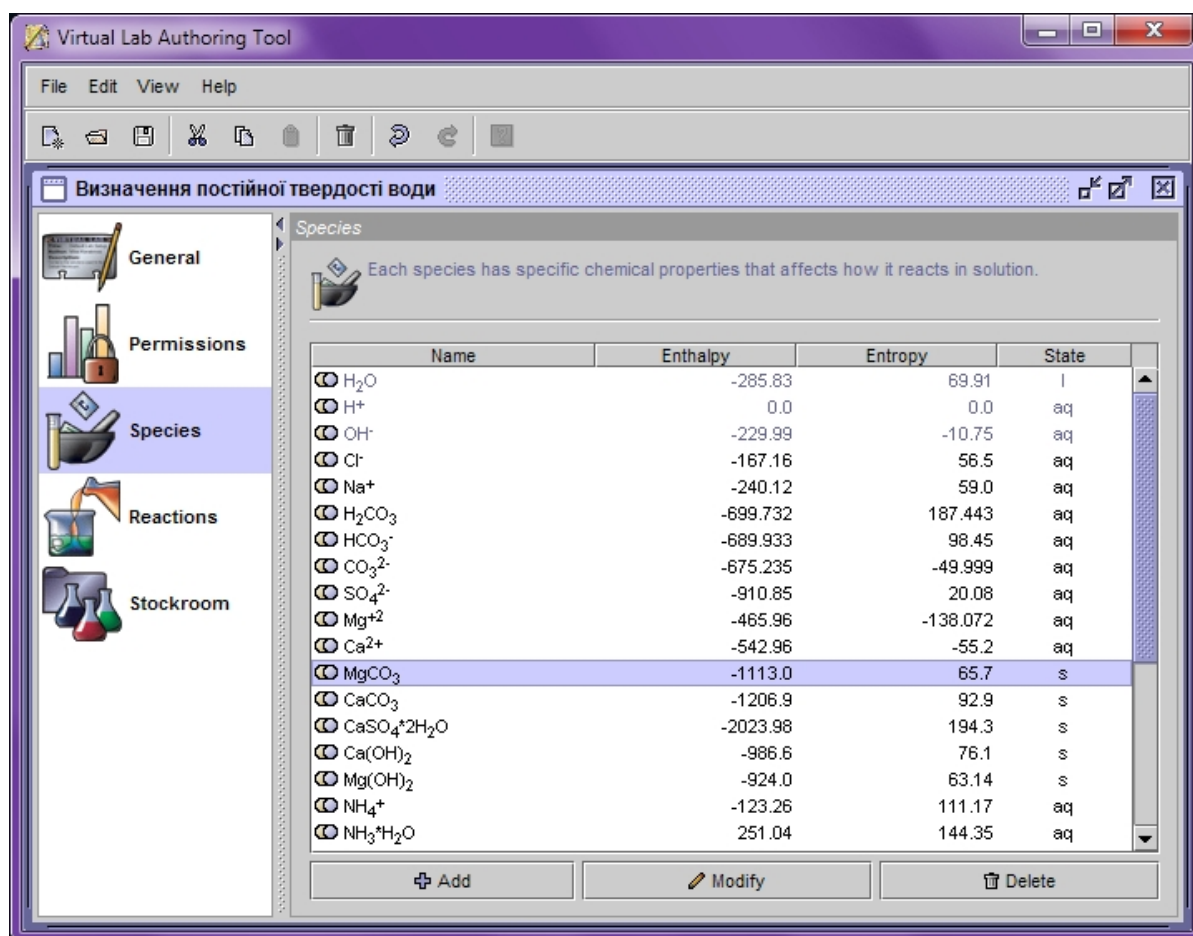 Virtual Lab Authoring Tool
File Edit View Help
Визначення постійної твердості води
General
Permissions
Species
Reactions
Stockroom
Species
Each species has specific chemical properties that affects how it reacts in solution.
Name Enthalpy Entropy State
H₂O -285.83 69.91 l
H⁺ 0.0 0.0 aq
OH⁻ -229.99 -10.75 aq
Cl⁻ -167.16 56.5 aq
Na⁺ -240.12 59.0 aq
H₂CO₃ -699.732 187.443 aq
HCO₃⁻ -689.933 98.45 aq
CO₃²⁻ -675.235 -49.999 aq
SO₄²⁻ -910.85 20.08 aq
Mg⁺² -465.96 -138.072 aq
Ca²⁺ -542.96 -55.2 aq
MgCO₃ -1113.0 65.7 s
CaCO₃ -1206.9 92.9 s
CaSO₄*2H₂O -2023.98 194.3 s
Ca(OH)₂ -986.6 76.1 s
Mg(OH)₂ -924.0 63.14 s
NH₄⁺ -123.26 111.17 aq
NH₃*H₂O 251.04 144.35 aq
Add Modify Delete